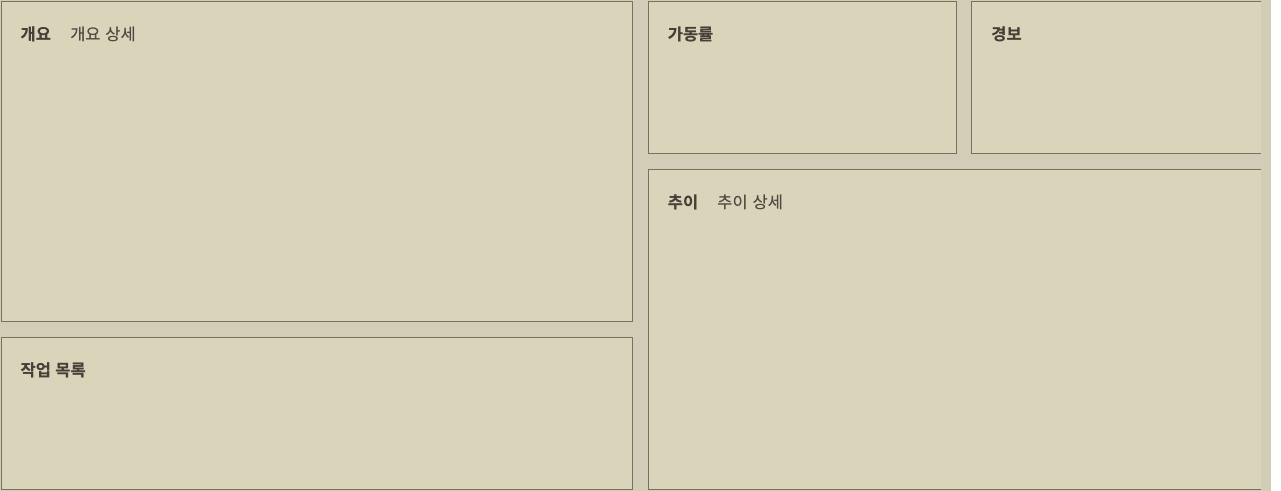 개요 개요 상세
가동률
경보
추이 추이 상세
작업 목록